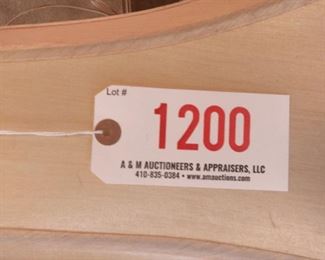 Lot #
1200
A & M AUCTIONEERS & APPRAISERS, LLC
410-835-0384 • www.amauctions.com